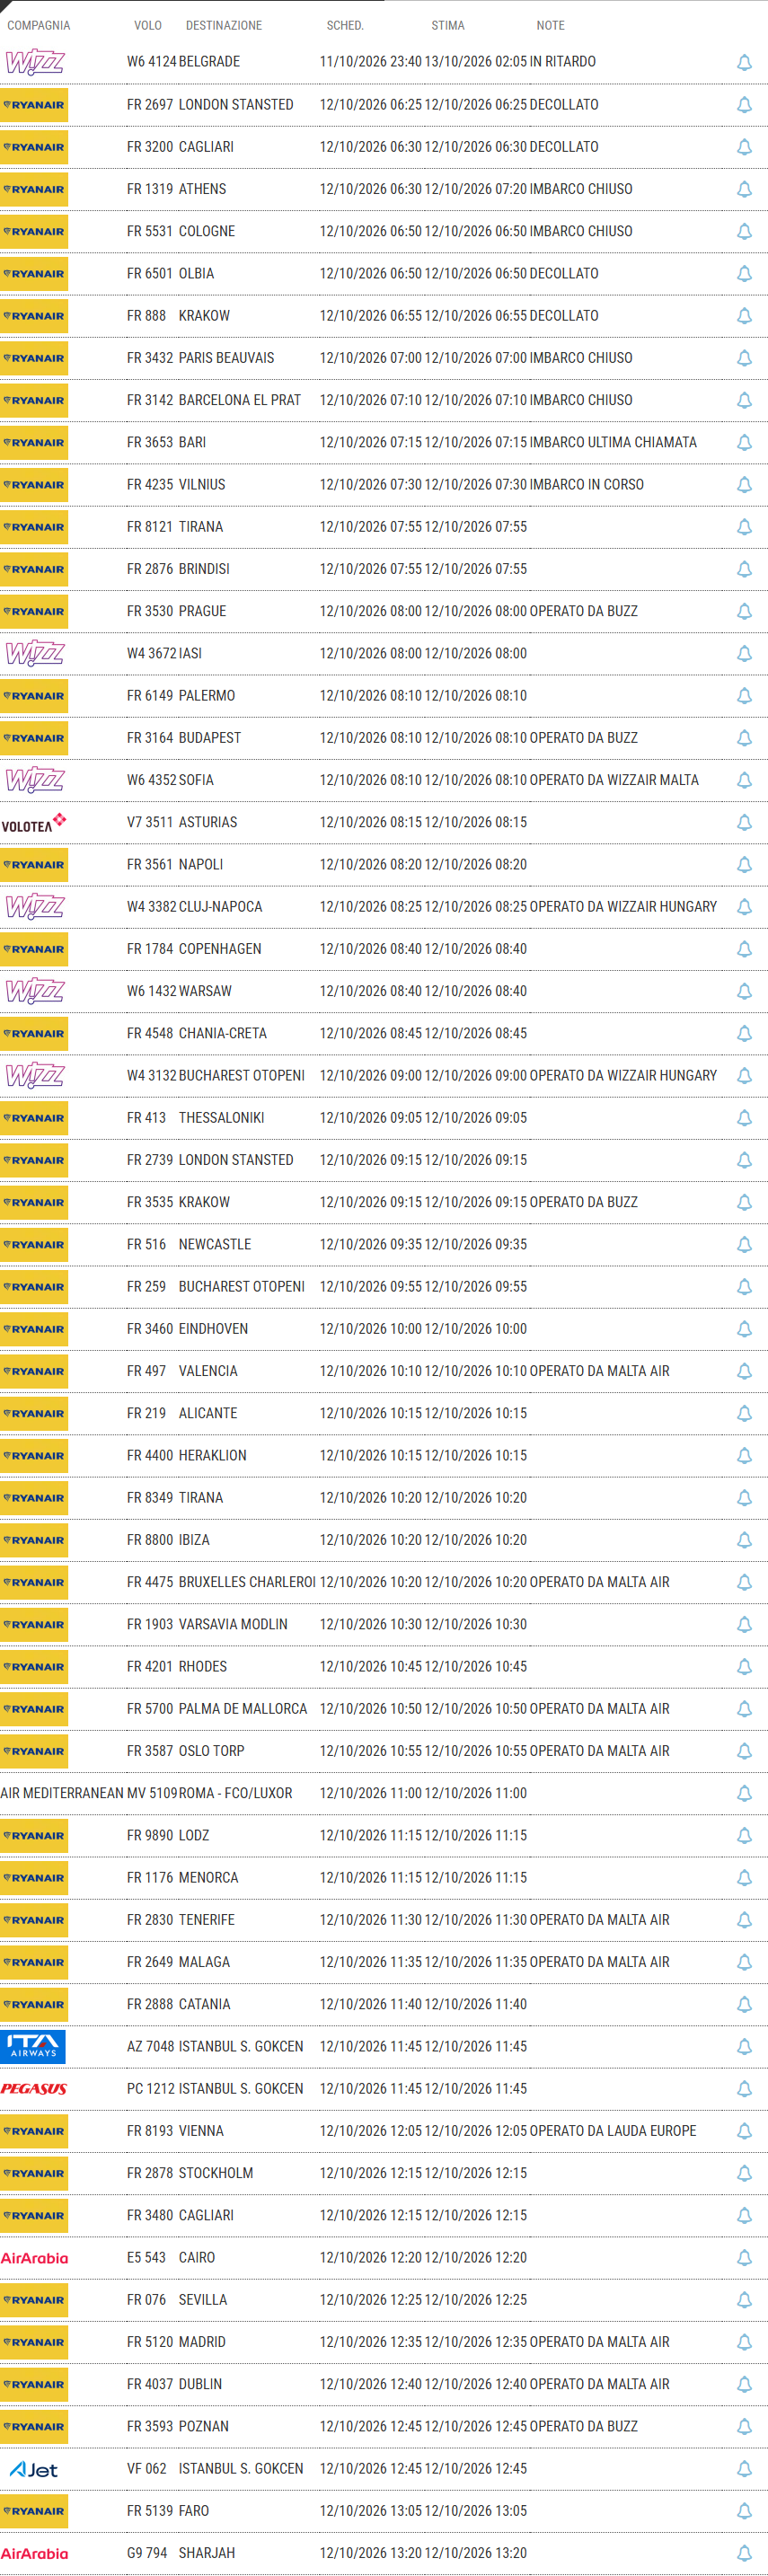 COMPAGNIA VOLO DESTINAZIONE SCHED. STIMA NOTE
WIZZ W6 4124 BELGRADE 11/10/2026 23:40 13/10/2026 02:05 IN RITARDO
RYANAIR FR 2697 LONDON STANSTED 12/10/2026 06:25 12/10/2026 06:25 DECOLLATO
RYANAIR FR 3200 CAGLIARI 12/10/2026 06:30 12/10/2026 06:30 DECOLLATO
RYANAIR FR 1319 ATHENS 12/10/2026 06:30 12/10/2026 07:20 IMBARCO CHIUSO
RYANAIR FR 5531 COLOGNE 12/10/2026 06:50 12/10/2026 06:50 IMBARCO CHIUSO
RYANAIR FR 6501 OLBIA 12/10/2026 06:50 12/10/2026 06:50 DECOLLATO
RYANAIR FR 888 KRAKOW 12/10/2026 06:55 12/10/2026 06:55 DECOLLATO
RYANAIR FR 3432 PARIS BEAUVAIS 12/10/2026 07:00 12/10/2026 07:00 IMBARCO CHIUSO
RYANAIR FR 3142 BARCELONA EL PRAT 12/10/2026 07:10 12/10/2026 07:10 IMBARCO CHIUSO
RYANAIR FR 3653 BARI 12/10/2026 07:15 12/10/2026 07:15 IMBARCO ULTIMA CHIAMATA
RYANAIR FR 4235 VILNIUS 12/10/2026 07:30 12/10/2026 07:30 IMBARCO IN CORSO
RYANAIR FR 8121 TIRANA 12/10/2026 07:55 12/10/2026 07:55
RYANAIR FR 2876 BRINDISI 12/10/2026 07:55 12/10/2026 07:55
RYANAIR FR 3530 PRAGUE 12/10/2026 08:00 12/10/2026 08:00 OPERATO DA BUZZ
WIZZ W4 3672 IASI 12/10/2026 08:00 12/10/2026 08:00
RYANAIR FR 6149 PALERMO 12/10/2026 08:10 12/10/2026 08:10
RYANAIR FR 3164 BUDAPEST 12/10/2026 08:10 12/10/2026 08:10 OPERATO DA BUZZ
WIZZ W6 4352 SOFIA 12/10/2026 08:10 12/10/2026 08:10 OPERATO DA WIZZAIR MALTA
VOLOTEA V7 3511 ASTURIAS 12/10/2026 08:15 12/10/2026 08:15
RYANAIR FR 3561 NAPOLI 12/10/2026 08:20 12/10/2026 08:20
WIZZ W4 3382 CLUJ-NAPOCA 12/10/2026 08:25 12/10/2026 08:25 OPERATO DA WIZZAIR HUNGARY
RYANAIR FR 1784 COPENHAGEN 12/10/2026 08:40 12/10/2026 08:40
WIZZ W6 1432 WARSAW 12/10/2026 08:40 12/10/2026 08:40
RYANAIR FR 4548 CHANIA-CRETA 12/10/2026 08:45 12/10/2026 08:45
WIZZ W4 3132 BUCHAREST OTOPENI 12/10/2026 09:00 12/10/2026 09:00 OPERATO DA WIZZAIR HUNGARY
RYANAIR FR 413 THESSALONIKI 12/10/2026 09:05 12/10/2026 09:05
RYANAIR FR 2739 LONDON STANSTED 12/10/2026 09:15 12/10/2026 09:15
RYANAIR FR 3535 KRAKOW 12/10/2026 09:15 12/10/2026 09:15 OPERATO DA BUZZ
RYANAIR FR 516 NEWCASTLE 12/10/2026 09:35 12/10/2026 09:35
RYANAIR FR 259 BUCHAREST OTOPENI 12/10/2026 09:55 12/10/2026 09:55
RYANAIR FR 3460 EINDHOVEN 12/10/2026 10:00 12/10/2026 10:00
RYANAIR FR 497 VALENCIA 12/10/2026 10:10 12/10/2026 10:10 OPERATO DA MALTA AIR
RYANAIR FR 219 ALICANTE 12/10/2026 10:15 12/10/2026 10:15
RYANAIR FR 4400 HERAKLION 12/10/2026 10:15 12/10/2026 10:15
RYANAIR FR 8349 TIRANA 12/10/2026 10:20 12/10/2026 10:20
RYANAIR FR 8800 IBIZA 12/10/2026 10:20 12/10/2026 10:20
RYANAIR FR 4475 BRUXELLES CHARLEROI 12/10/2026 10:20 12/10/2026 10:20 OPERATO DA MALTA AIR
RYANAIR FR 1903 VARSAVIA MODLIN 12/10/2026 10:30 12/10/2026 10:30
RYANAIR FR 4201 RHODES 12/10/2026 10:45 12/10/2026 10:45
RYANAIR FR 5700 PALMA DE MALLORCA 12/10/2026 10:50 12/10/2026 10:50 OPERATO DA MALTA AIR
RYANAIR FR 3587 OSLO TORP 12/10/2026 10:55 12/10/2026 10:55 OPERATO DA MALTA AIR
AIR MEDITERRANEAN MV 5109 ROMA - FCO/LUXOR 12/10/2026 11:00 12/10/2026 11:00
RYANAIR FR 9890 LODZ 12/10/2026 11:15 12/10/2026 11:15
RYANAIR FR 1176 MENORCA 12/10/2026 11:15 12/10/2026 11:15
RYANAIR FR 2830 TENERIFE 12/10/2026 11:30 12/10/2026 11:30 OPERATO DA MALTA AIR
RYANAIR FR 2649 MALAGA 12/10/2026 11:35 12/10/2026 11:35 OPERATO DA MALTA AIR
RYANAIR FR 2888 CATANIA 12/10/2026 11:40 12/10/2026 11:40
ITA AIRWAYS AZ 7048 ISTANBUL S. GOKCEN 12/10/2026 11:45 12/10/2026 11:45
PEGASUS PC 1212 ISTANBUL S. GOKCEN 12/10/2026 11:45 12/10/2026 11:45
RYANAIR FR 8193 VIENNA 12/10/2026 12:05 12/10/2026 12:05 OPERATO DA LAUDA EUROPE
RYANAIR FR 2878 STOCKHOLM 12/10/2026 12:15 12/10/2026 12:15
RYANAIR FR 3480 CAGLIARI 12/10/2026 12:15 12/10/2026 12:15
AirArabia E5 543 CAIRO 12/10/2026 12:20 12/10/2026 12:20
RYANAIR FR 076 SEVILLA 12/10/2026 12:25 12/10/2026 12:25
RYANAIR FR 5120 MADRID 12/10/2026 12:35 12/10/2026 12:35 OPERATO DA MALTA AIR
RYANAIR FR 4037 DUBLIN 12/10/2026 12:40 12/10/2026 12:40 OPERATO DA MALTA AIR
RYANAIR FR 3593 POZNAN 12/10/2026 12:45 12/10/2026 12:45 OPERATO DA BUZZ
AJet VF 062 ISTANBUL S. GOKCEN 12/10/2026 12:45 12/10/2026 12:45
RYANAIR FR 5139 FARO 12/10/2026 13:05 12/10/2026 13:05
AirArabia G9 794 SHARJAH 12/10/2026 13:20 12/10/2026 13:20